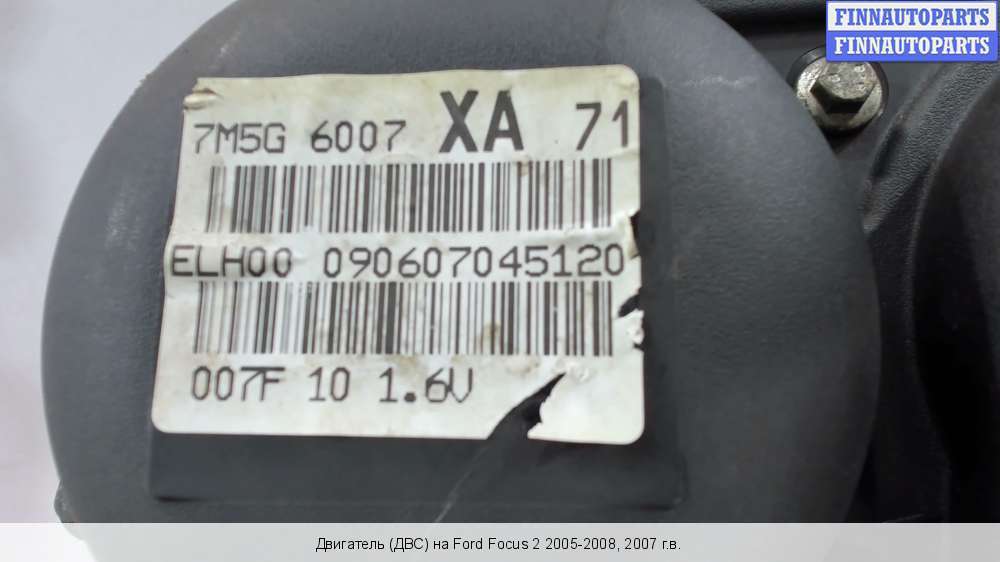 FINNAUTOPARTS
FINNAUTOPARTS
7M5G 6007 XA 71
ELH00 090607045120
007F 10 1.6V
Двигатель (ДВС) на Ford Focus 2 2005-2008, 2007 г.в.